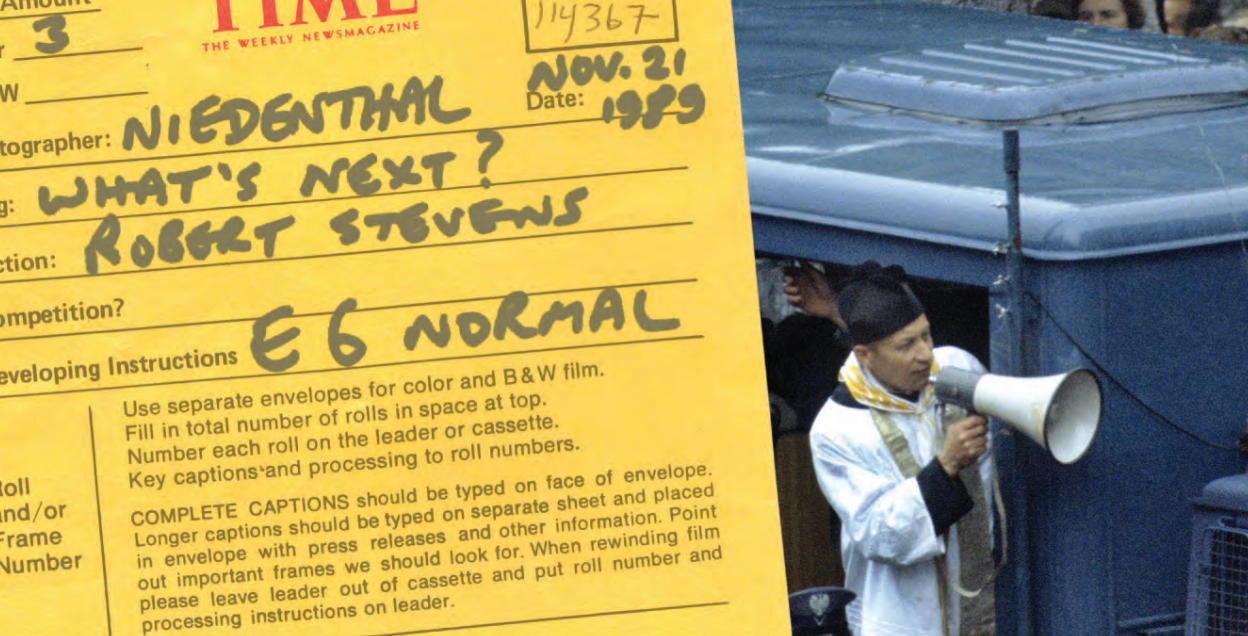 Amount
r 3
W
TIME
THE WEEKLY NEWSMAGAZINE
114367
NOV. 21
Date: 1989
tographer: NIEDENTHAL
g: WHAT'S NEXT?
ction: ROBERT STEVENS
ompetition?
eveloping Instructions E6 NORMAL
Use separate envelopes for color and B & W film.
Fill in total number of rolls in space at top.
Number each roll on the leader or cassette.
Key captions and processing to roll numbers.
Roll
and/or
Frame
Number
COMPLETE CAPTIONS should be typed on face of envelope.
Longer captions should be typed on separate sheet and placed
in envelope with press releases and other information. Point
out important frames we should look for. When rewinding film
please leave leader out of cassette and put roll number and
processing instructions on leader.